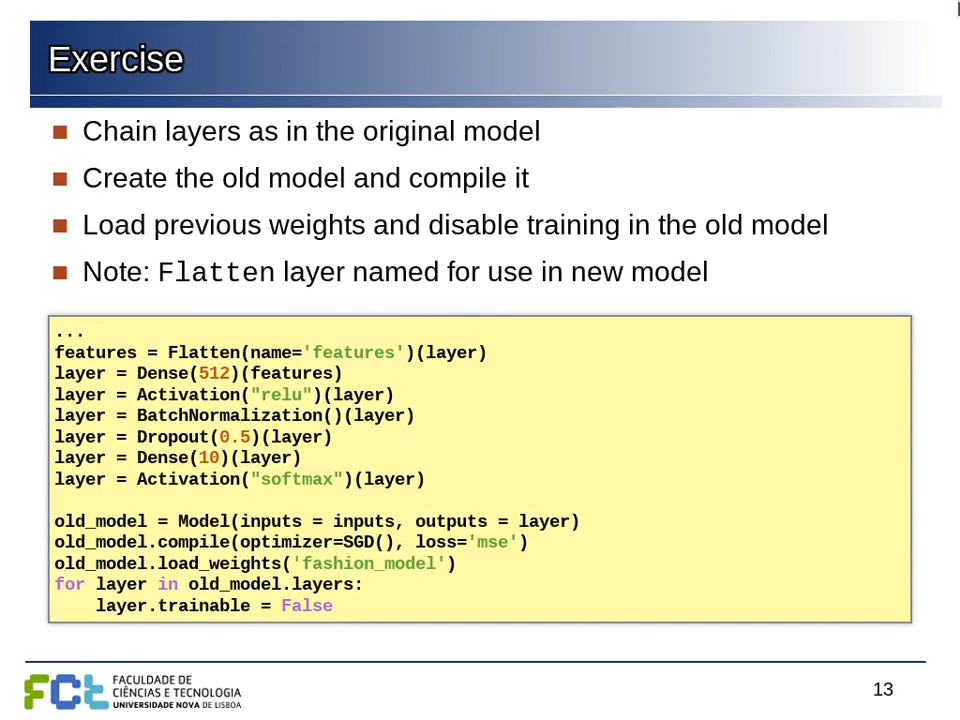 Exercise
Chain layers as in the original model
Create the old model and compile it
Load previous weights and disable training in the old model
Note: Flatten layer named for use in new model
...
features = Flatten(name='features')(layer)
layer = Dense(512)(features)
layer = Activation("relu")(layer)
layer = BatchNormalization()(layer)
layer = Dropout(0.5)(layer)
layer = Dense(10)(layer)
layer = Activation("softmax")(layer)
old_model = Model(inputs = inputs, outputs = layer)
old_model.compile(optimizer=SGD(), loss='mse')
old_model.load_weights('fashion_model')
for layer in old_model.layers:
    layer.trainable = False
FCt
FACULDADE DE
CIÊNCIAS E TECNOLOGIA
UNIVERSIDADE NOVA DE LISBOA
13